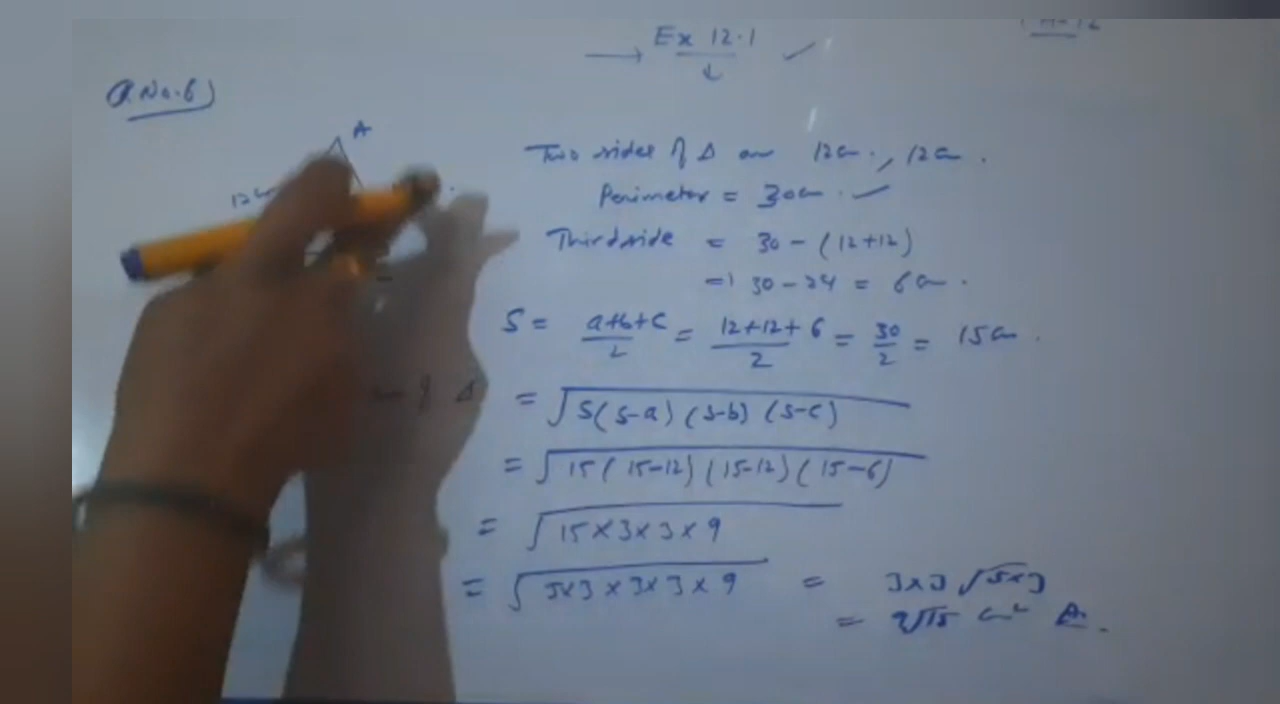 Ex 12.1
Q.No.6)
A
12cm
Two sides of Δ are 12cm., 12cm.
Perimeter = 30cm.
Third side = 30 - (12+12)
=) 30 - 24 = 6cm.
S = a+b+c/2 = 12+12+6/2 = 30/2 = 15cm.
of Δ = √S(S-a)(S-b)(S-c)
= √15(15-12)(15-12)(15-6)
= √15×3×3×9
= √5×3×3×3×9 = 3×3√5×3
= 9√15 cm² A.